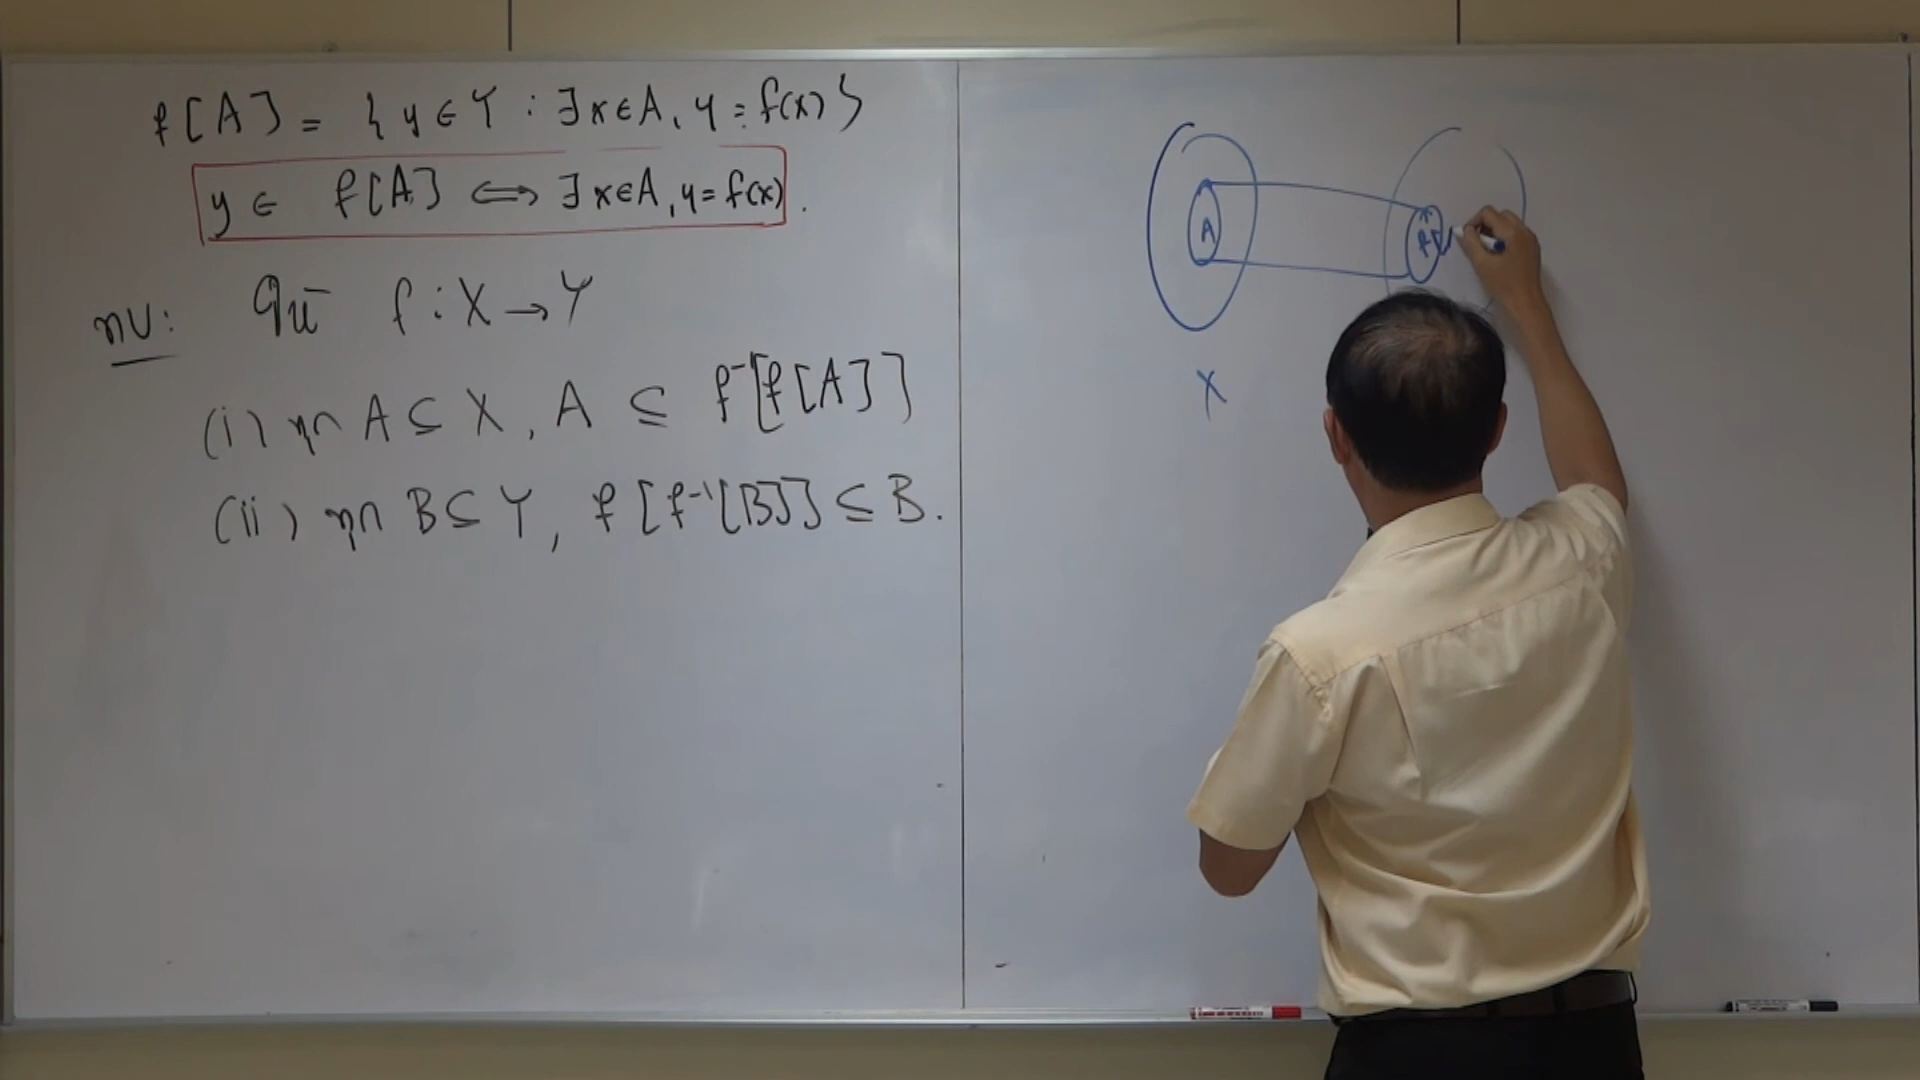 f[A] = { y ∈ Y : ∃ x ∈ A, y = f(x) }
y ∈ f[A] ⟺ ∃ x ∈ A, y = f(x).
ทบ: ให้ f : X → Y
(i) ทุก A ⊆ X, A ⊆ f⁻¹[f[A]]
(ii) ทุก B ⊆ Y, f[f⁻¹[B]] ⊆ B.
A
X